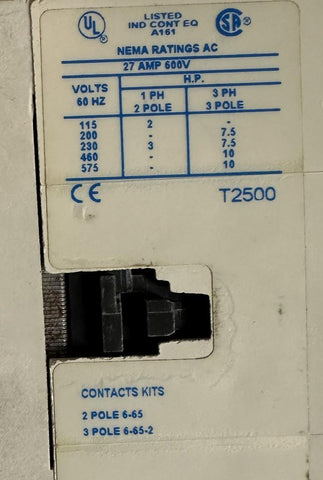 UL LISTED SA
IND CONT EQ
A161
NEMA RATINGS AC
27 AMP 600V
VOLTS 60 HZ H.P.
1 PH 2 POLE 3 PH 3 POLE
115 2 -
200 - 7.5
230 3 7.5
460 - 10
575 - 10
CE T2500
CONTACTS KITS
2 POLE 6-65
3 POLE 6-65-2